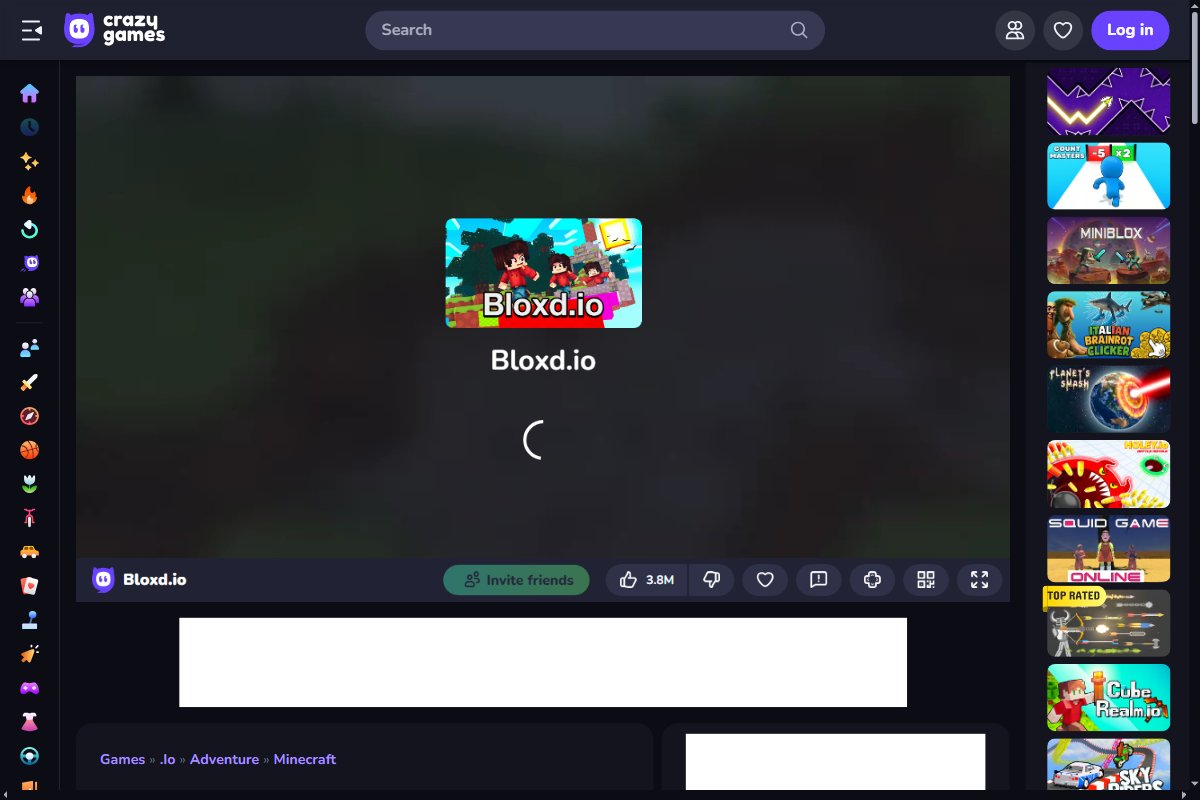 crazy
games
Search
Log in
COUNT
MASTERS
-5
x2
MINIBLOX
ITALIAN
BRAINROT
CLICKER
PLANET'S
SMASH
HOLEY.IO
Bloxd.io
Bloxd.io
SQUID GAME
ONLINE
Bloxd.io
Invite friends
3.8M
TOP RATED
Cube
Realm.io
SKY
RIDERS
Games » .Io » Adventure » Minecraft